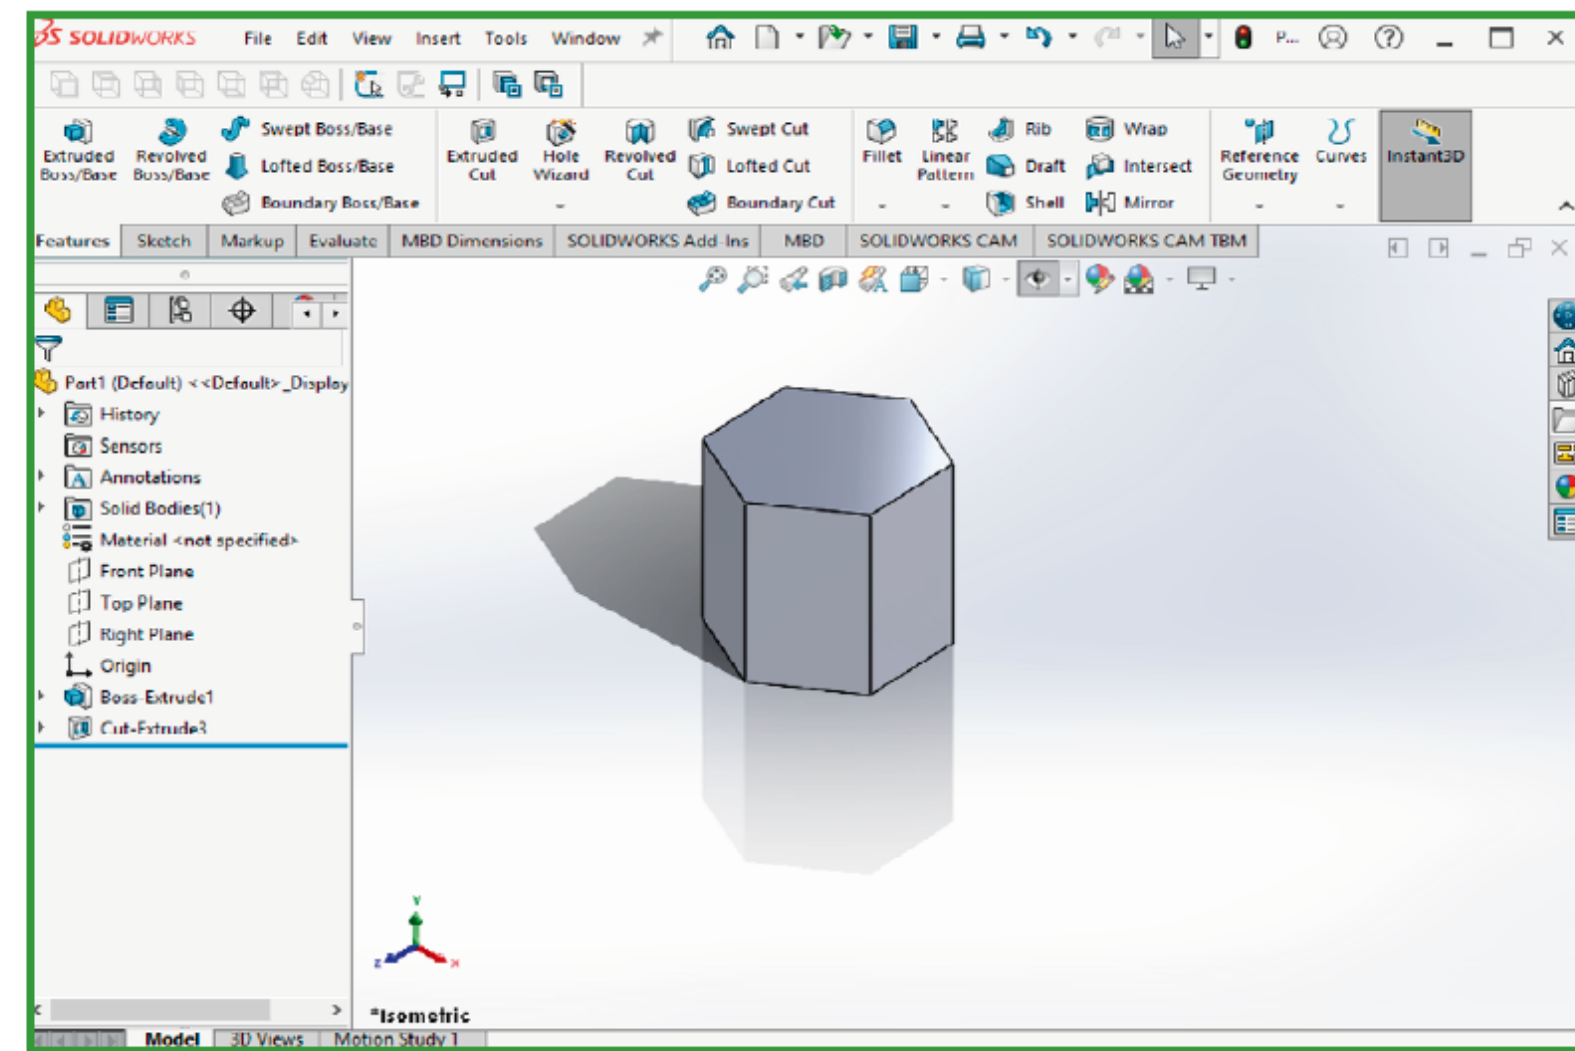 SOLIDWORKS File Edit View Insert Tools Window P...
Extruded Boss/Base
Revolved Boss/Base
Swept Boss/Base
Lofted Boss/Base
Boundary Boss/Base
Extruded Cut
Hole Wizard
Revolved Cut
Swept Cut
Lofted Cut
Boundary Cut
Fillet
Linear Pattern
Rib
Draft
Shell
Wrap
Intersect
Mirror
Reference Geometry
Curves
Instant3D
Features Sketch Markup Evaluate MBD Dimensions SOLIDWORKS Add-Ins MBD SOLIDWORKS CAM SOLIDWORKS CAM TBM
Part1 (Default) <<Default>_Display
History
Sensors
Annotations
Solid Bodies(1)
Material <not specified>
Front Plane
Top Plane
Right Plane
Origin
Boss-Extrude1
Cut-Extrude3
Y
Z X
*Isometric
Model 3D Views Motion Study 1